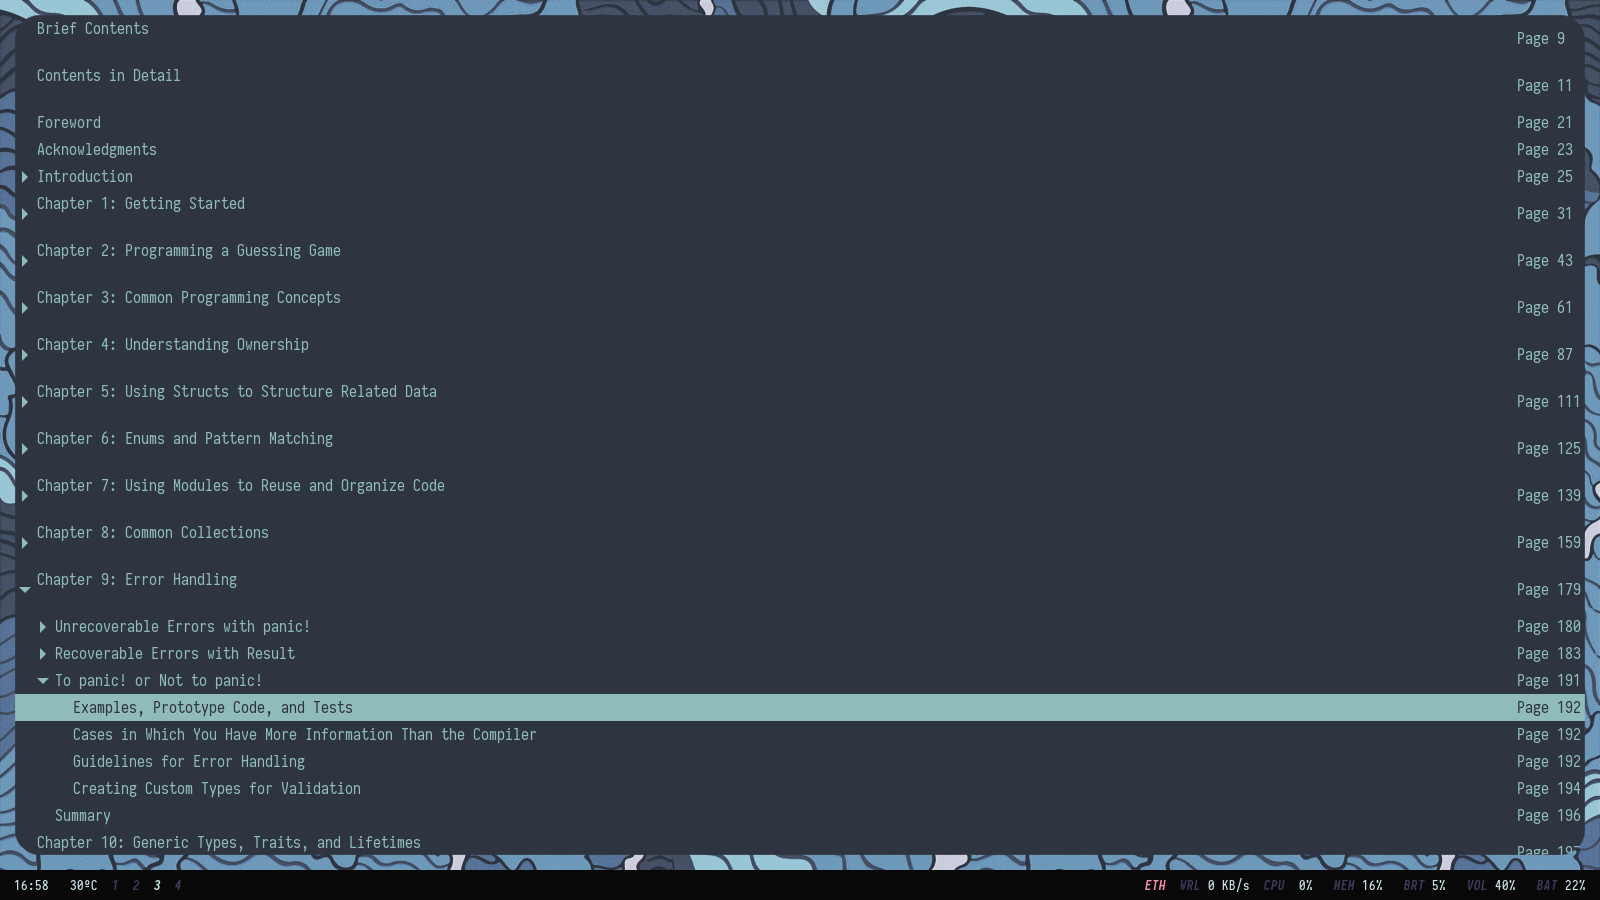 Brief Contents Page 9
Contents in Detail Page 11
Foreword Page 21
Acknowledgments Page 23
Introduction Page 25
Chapter 1: Getting Started Page 31
Chapter 2: Programming a Guessing Game Page 43
Chapter 3: Common Programming Concepts Page 61
Chapter 4: Understanding Ownership Page 87
Chapter 5: Using Structs to Structure Related Data Page 111
Chapter 6: Enums and Pattern Matching Page 125
Chapter 7: Using Modules to Reuse and Organize Code Page 139
Chapter 8: Common Collections Page 159
Chapter 9: Error Handling Page 179
Unrecoverable Errors with panic! Page 180
Recoverable Errors with Result Page 183
To panic! or Not to panic! Page 191
Examples, Prototype Code, and Tests Page 192
Cases in Which You Have More Information Than the Compiler Page 192
Guidelines for Error Handling Page 192
Creating Custom Types for Validation Page 194
Summary Page 196
Chapter 10: Generic Types, Traits, and Lifetimes Page 197
16:58 30ºC 1 2 3 4 ETH WRL 0 KB/s CPU 0% MEM 16% BRT 5% VOL 40% BAT 22%